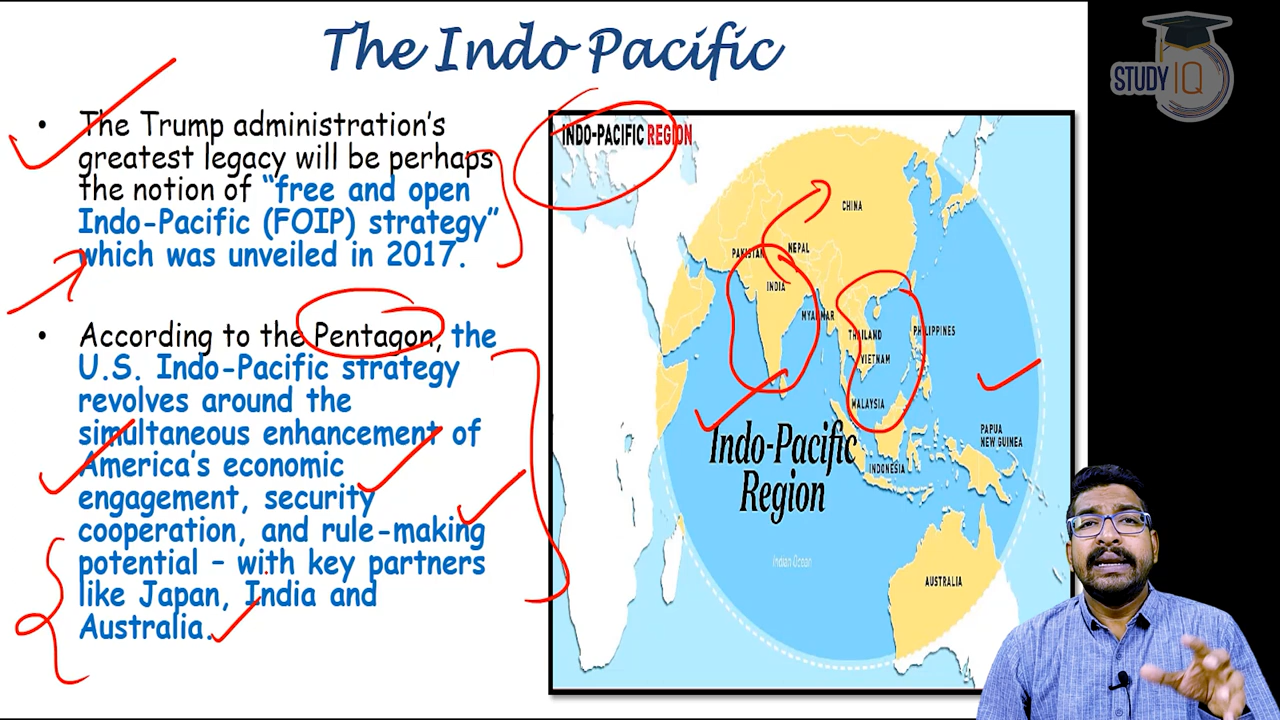 The Indo Pacific
STUDY IQ
• The Trump administration's
greatest legacy will be perhaps
the notion of "free and open
Indo-Pacific (FOIP) strategy"
which was unveiled in 2017.
• According to the Pentagon, the
U.S. Indo-Pacific strategy
revolves around the
simultaneous enhancement of
America's economic
engagement, security
cooperation, and rule-making
potential – with key partners
like Japan, India and
Australia.
INDO-PACIFIC REGION
CHINA
PAKISTAN
NEPAL
INDIA
MYANMAR
THAILAND
PHILIPPINES
VIETNAM
MALAYSIA
PAPUA
NEW GUINEA
Indo-Pacific
Region
INDONESIA
Indian Ocean
AUSTRALIA